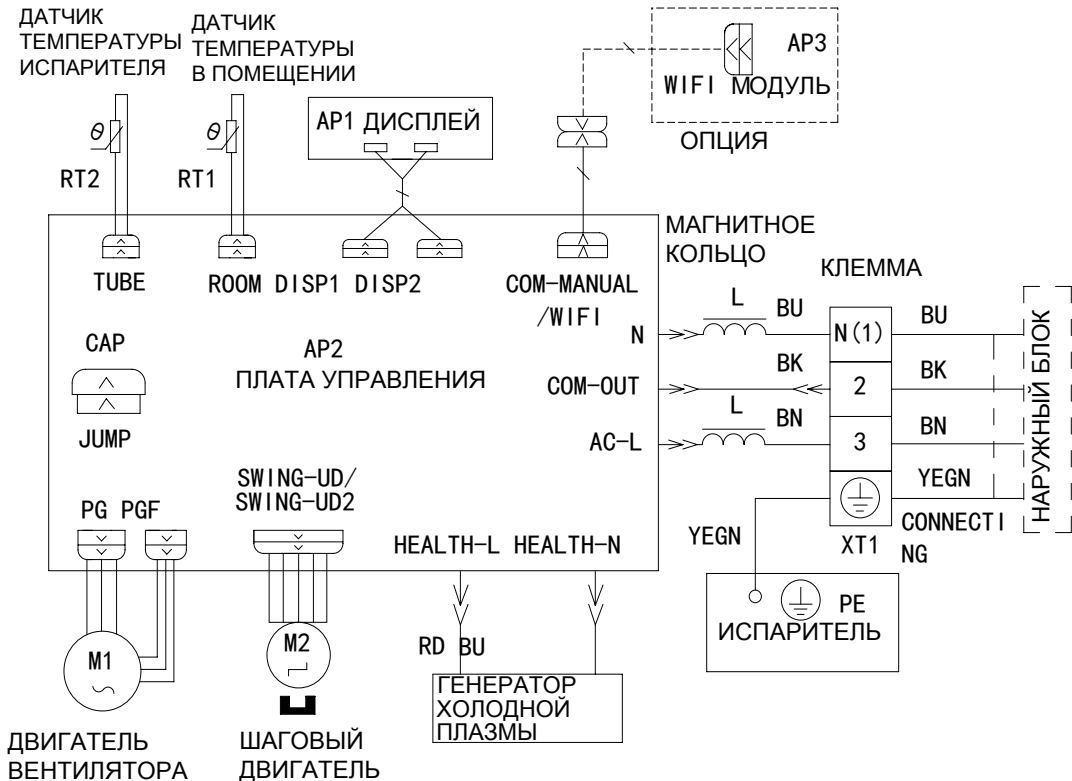 ДАТЧИК
ТЕМПЕРАТУРЫ
ИСПАРИТЕЛЯ
ДАТЧИК
ТЕМПЕРАТУРЫ
В ПОМЕЩЕНИИ
AP3
WIFI МОДУЛЬ
ОПЦИЯ
AP1 ДИСПЛЕЙ
θ
θ
RT2
RT1
TUBE
ROOM DISP1 DISP2
COM-MANUAL
/WIFI
МАГНИТНОЕ
КОЛЬЦО
КЛЕММА
N
L
BU
N(1)
BU
CAP
JUMP
AP2
ПЛАТА УПРАВЛЕНИЯ
COM-OUT
BK
2
BK
AC-L
L
BN
3
BN
YEGN
НАРУЖНЫЙ БЛОК
CONNECTI
NG
XT1
YEGN
PE
ИСПАРИТЕЛЬ
PG PGF
SWING-UD/
SWING-UD2
HEALTH-L HEALTH-N
M1
M2
RD BU
ГЕНЕРАТОР
ХОЛОДНОЙ
ПЛАЗМЫ
ДВИГАТЕЛЬ
ВЕНТИЛЯТОРА
ШАГОВЫЙ
ДВИГАТЕЛЬ